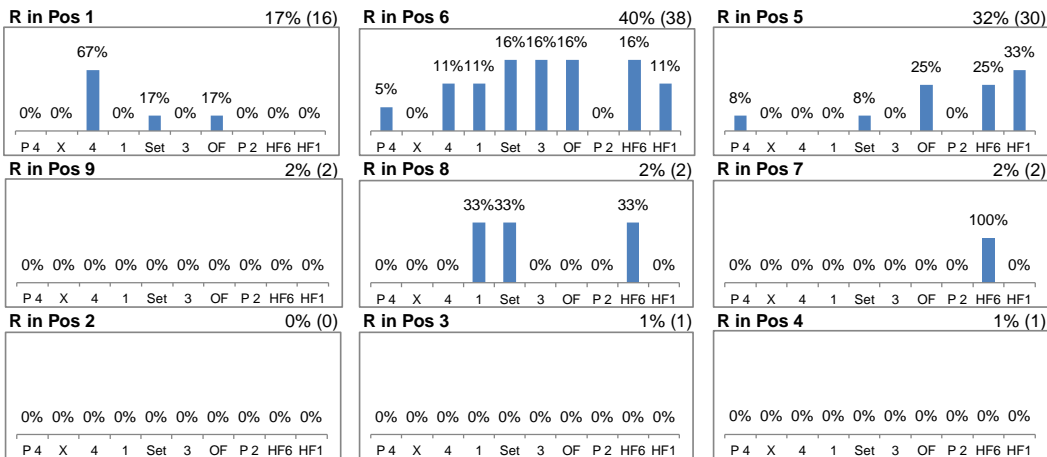 R in Pos 1 17% (16) R in Pos 6 40% (38) R in Pos 5 32% (30)
0% 0% 67% 0% 17% 0% 17% 0% 0% 0% 5% 0% 11% 11% 16% 16% 16% 0% 16% 11% 8% 0% 0% 0% 8% 0% 25% 0% 25% 33%
P 4 X 4 1 Set 3 OF P 2 HF6 HF1 P 4 X 4 1 Set 3 OF P 2 HF6 HF1 P 4 X 4 1 Set 3 OF P 2 HF6 HF1
R in Pos 9 2% (2) R in Pos 8 2% (2) R in Pos 7 2% (2)
0% 0% 0% 0% 0% 0% 0% 0% 0% 0% 0% 0% 0% 33% 33% 0% 0% 0% 33% 0% 0% 0% 0% 0% 0% 0% 0% 0% 100% 0%
P 4 X 4 1 Set 3 OF P 2 HF6 HF1 P 4 X 4 1 Set 3 OF P 2 HF6 HF1 P 4 X 4 1 Set 3 OF P 2 HF6 HF1
R in Pos 2 0% (0) R in Pos 3 1% (1) R in Pos 4 1% (1)
0% 0% 0% 0% 0% 0% 0% 0% 0% 0% 0% 0% 0% 0% 0% 0% 0% 0% 0% 0% 0% 0% 0% 0% 0% 0% 0% 0% 0% 0%
P 4 X 4 1 Set 3 OF P 2 HF6 HF1 P 4 X 4 1 Set 3 OF P 2 HF6 HF1 P 4 X 4 1 Set 3 OF P 2 HF6 HF1